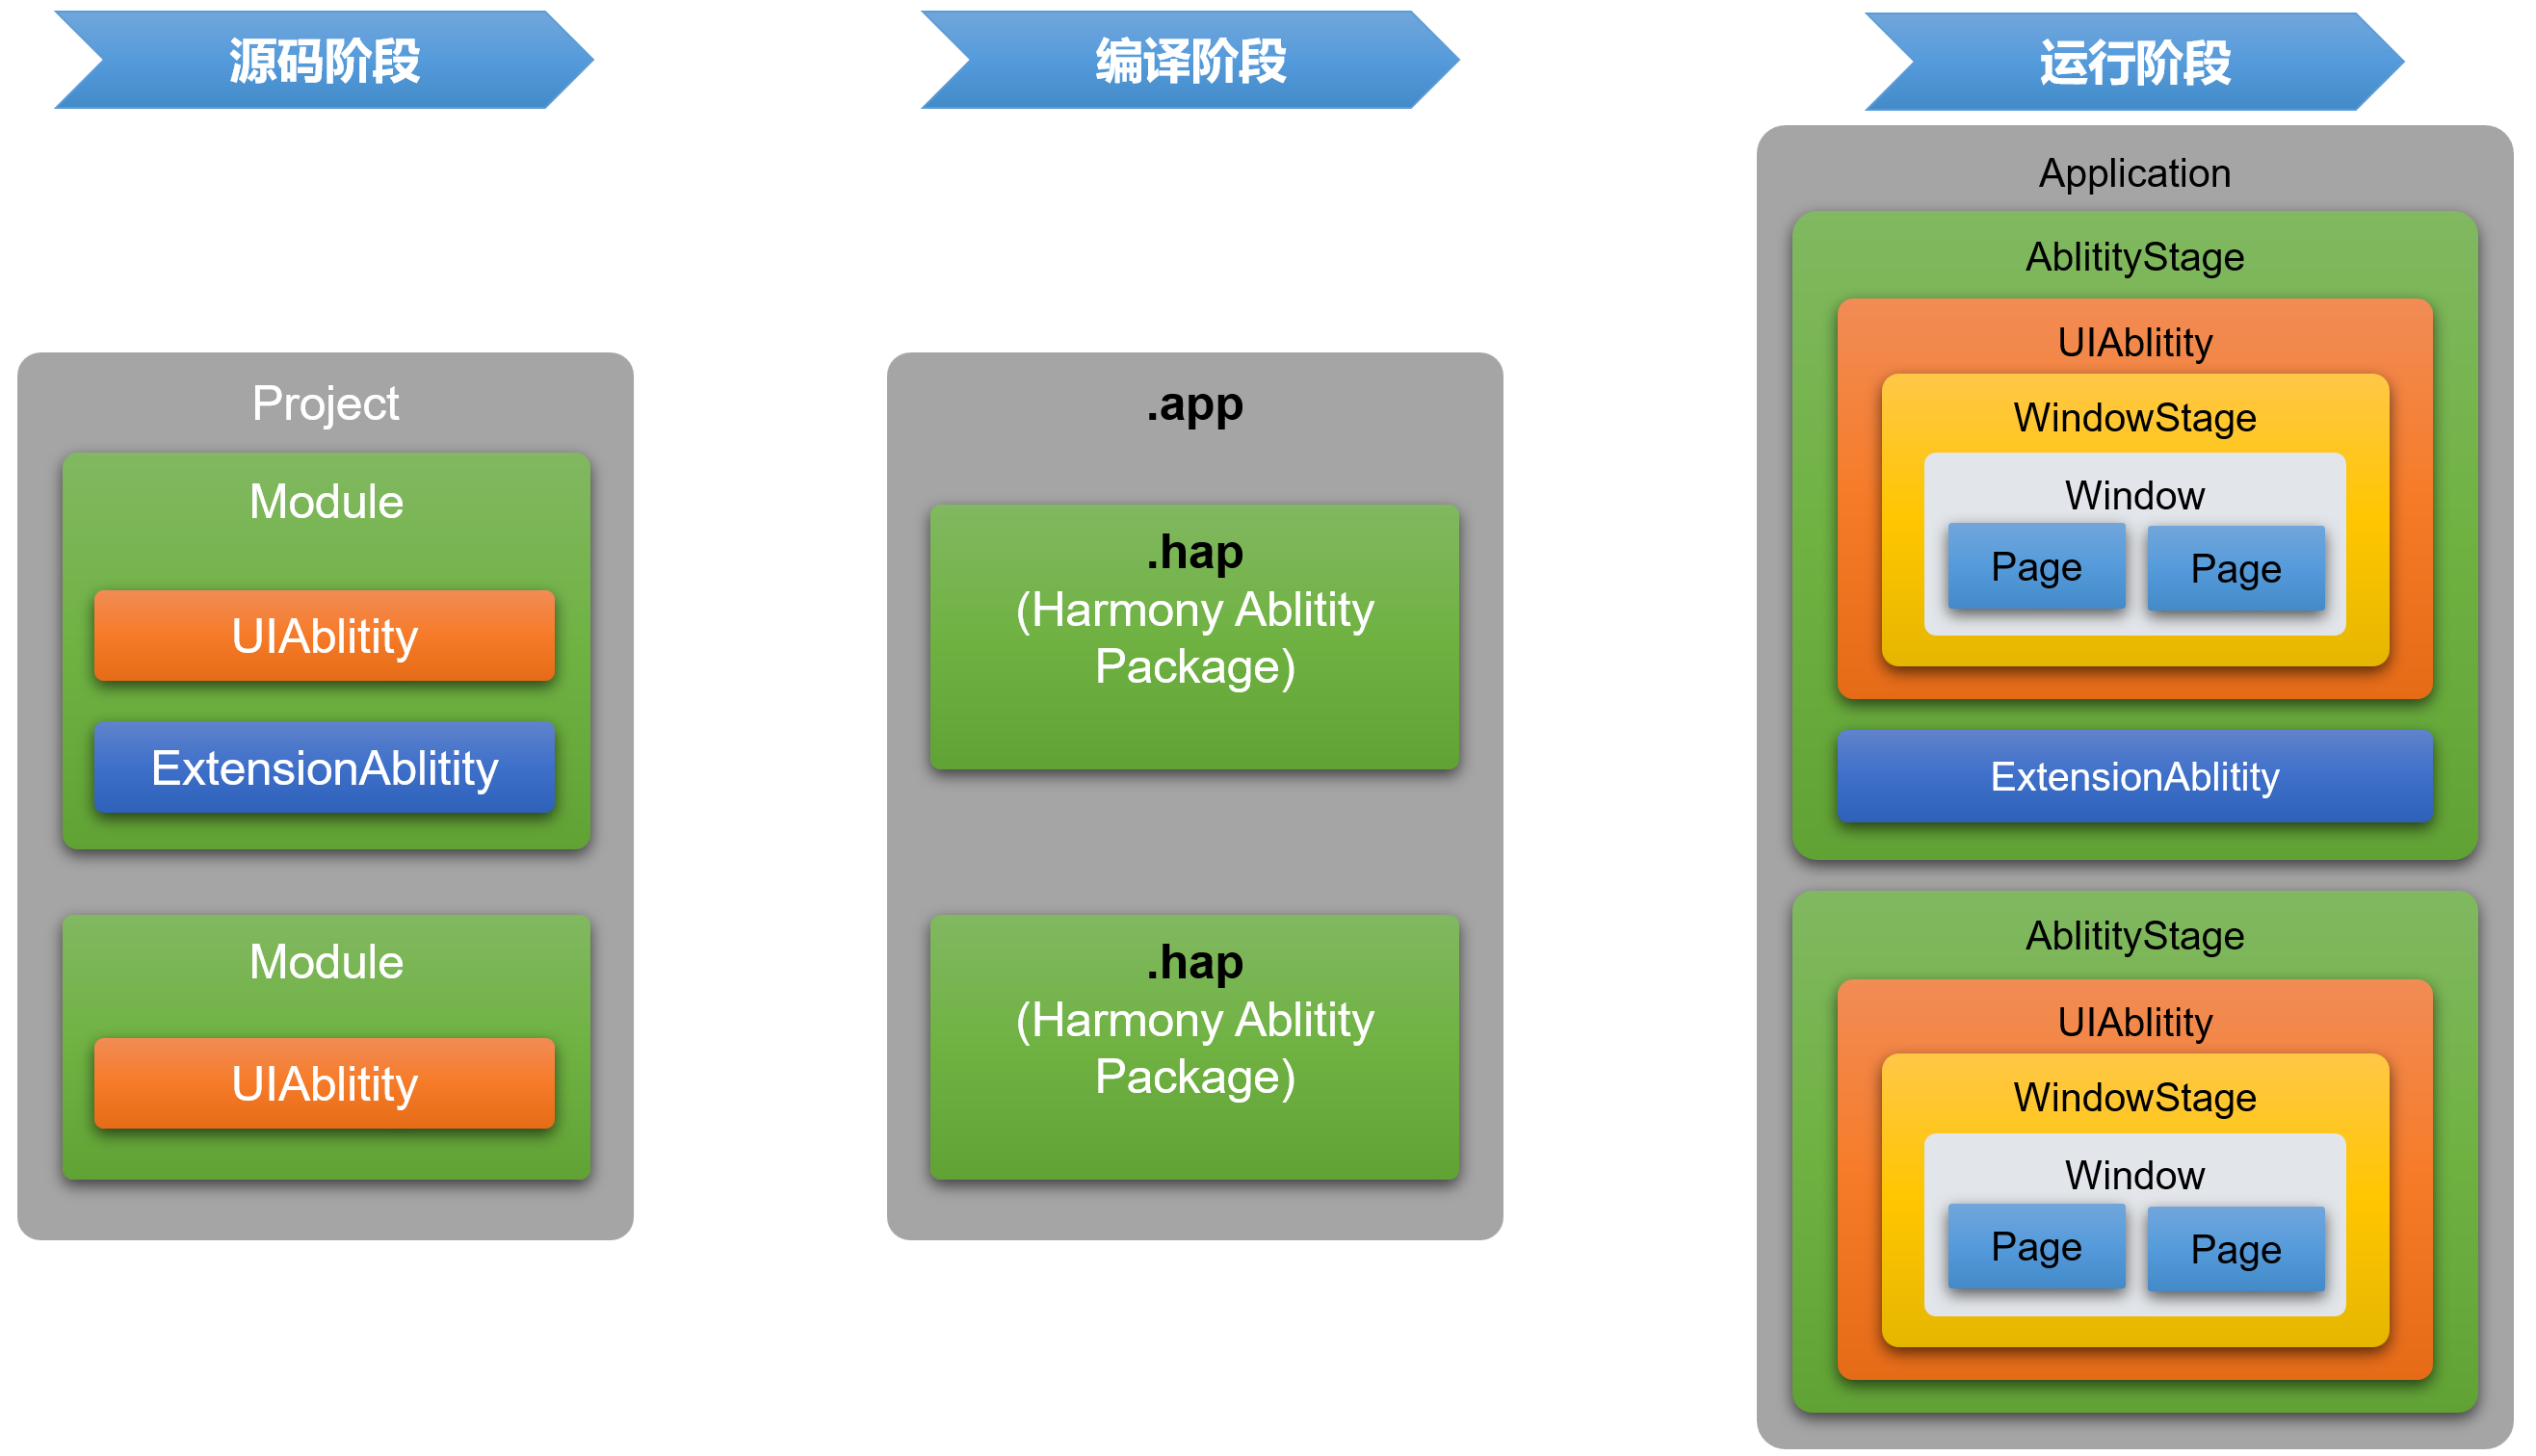 源码阶段
编译阶段
运行阶段
Project
Module
UIAblitity
ExtensionAblitity
Module
UIAblitity
.app
.hap
(Harmony Ablitity
Package)
.hap
(Harmony Ablitity
Package)
Application
AblitityStage
UIAblitity
WindowStage
Window
Page
Page
ExtensionAblitity
AblitityStage
UIAblitity
WindowStage
Window
Page
Page